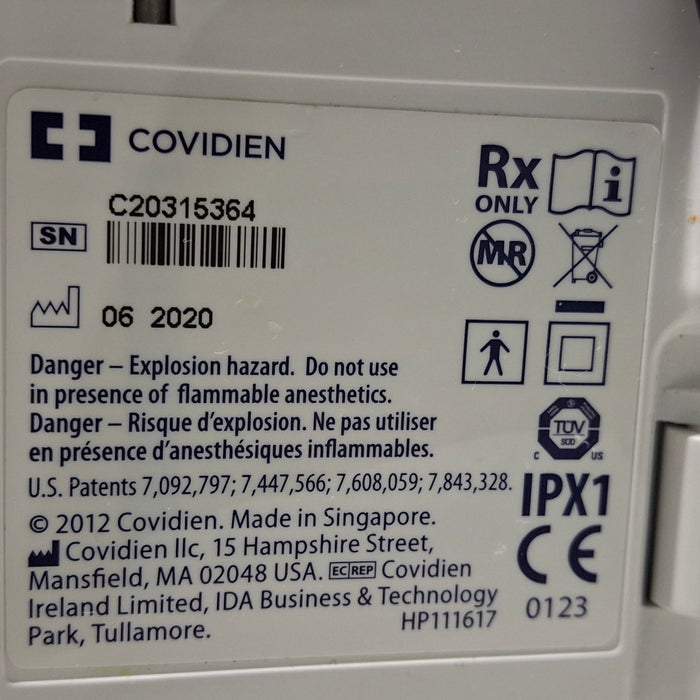 COVIDIEN
C20315364
SN
06 2020
Rx
ONLY
i
MR
Danger – Explosion hazard. Do not use
in presence of flammable anesthetics.
Danger – Risque d'explosion. Ne pas utiliser
en présence d'anesthésiques inflammables.
U.S. Patents 7,092,797; 7,447,566; 7,608,059; 7,843,328.
© 2012 Covidien. Made in Singapore.
Covidien llc, 15 Hampshire Street,
Mansfield, MA 02048 USA. EC REP Covidien
Ireland Limited, IDA Business & Technology
Park, Tullamore.
HP111617
TÜV
SÜD
C US
IPX1
CE
0123